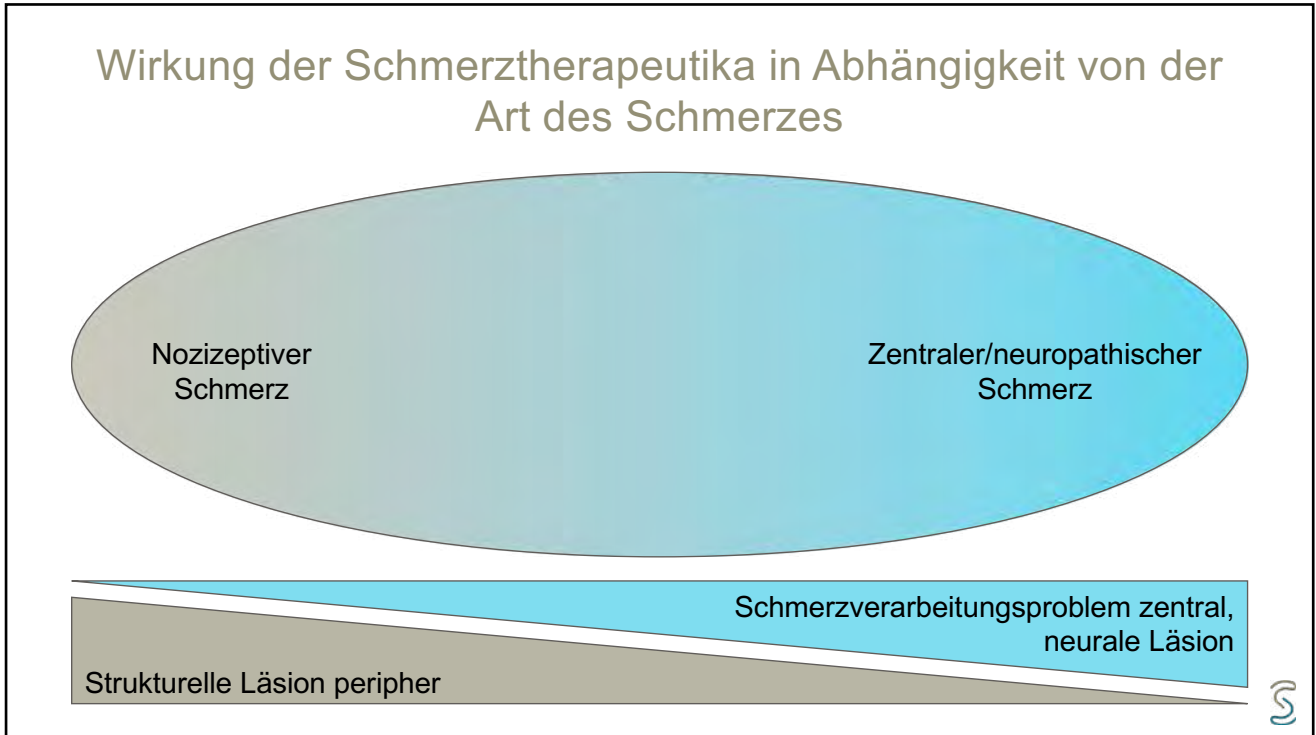 Wirkung der Schmerztherapeutika in Abhängigkeit von der
Art des Schmerzes
Nozizeptiver
Schmerz
Zentraler/neuropathischer
Schmerz
Schmerzverarbeitungsproblem zentral,
neurale Läsion
Strukturelle Läsion peripher